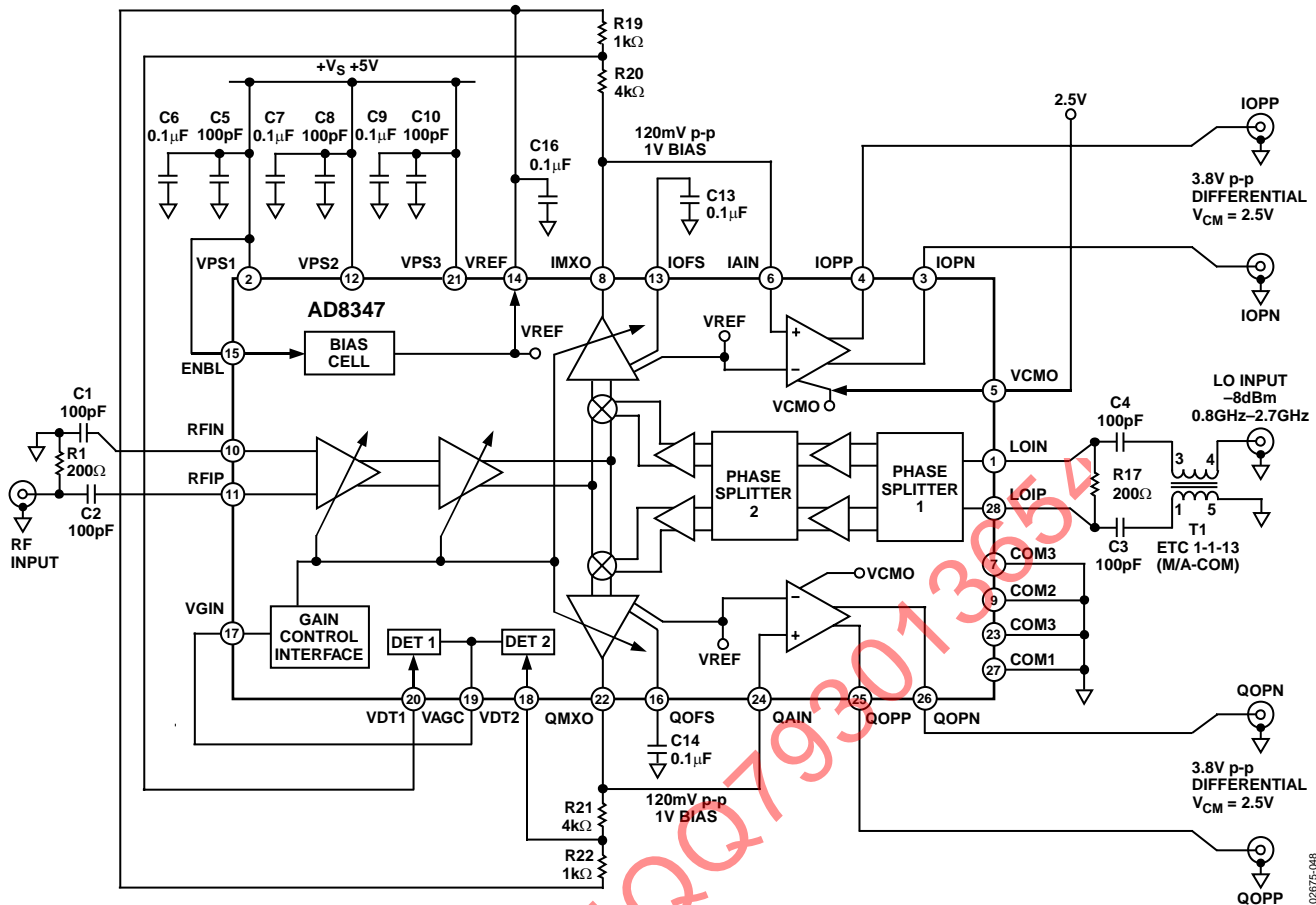 R19
1kΩ
R20
4kΩ
+VS +5V
C6
0.1μF
C5
100pF
C7
0.1μF
C8
100pF
C9
0.1μF
C10
100pF
C16
0.1μF
120mV p-p
1V BIAS
C13
0.1μF
2.5V
IOPP
3.8V p-p
DIFFERENTIAL
VCM = 2.5V
IOPN
VPS1
VPS2
VPS3
VREF
IMXO
IOFS
IAIN
IOPP
IOPN
2
12
21
14
8
13
6
4
3
AD8347
BIAS
CELL
VREF
VREF
+
−
VCMO
5
VCMO
15
ENBL
LO INPUT
–8dBm
0.8GHz–2.7GHz
C1
100pF
R1
200Ω
C2
100pF
RF
INPUT
RFIN
10
RFIP
11
PHASE
SPLITTER
2
PHASE
SPLITTER
1
LOIN
1
LOIP
28
C4
100pF
R17
200Ω
C3
100pF
3
4
1
5
T1
ETC 1-1-13
(M/A-COM)
COM3
7
COM2
9
COM3
23
COM1
27
VGIN
17
GAIN
CONTROL
INTERFACE
DET 1
DET 2
VREF
VCMO
−
+
20
19
18
22
16
24
25
26
VDT1
VAGC
VDT2
QMXO
QOFS
QAIN
QOPP
QOPN
C14
0.1μF
120mV p-p
1V BIAS
R21
4kΩ
R22
1kΩ
QOPN
3.8V p-p
DIFFERENTIAL
VCM = 2.5V
QOPP
02675-048
QQ7930136654